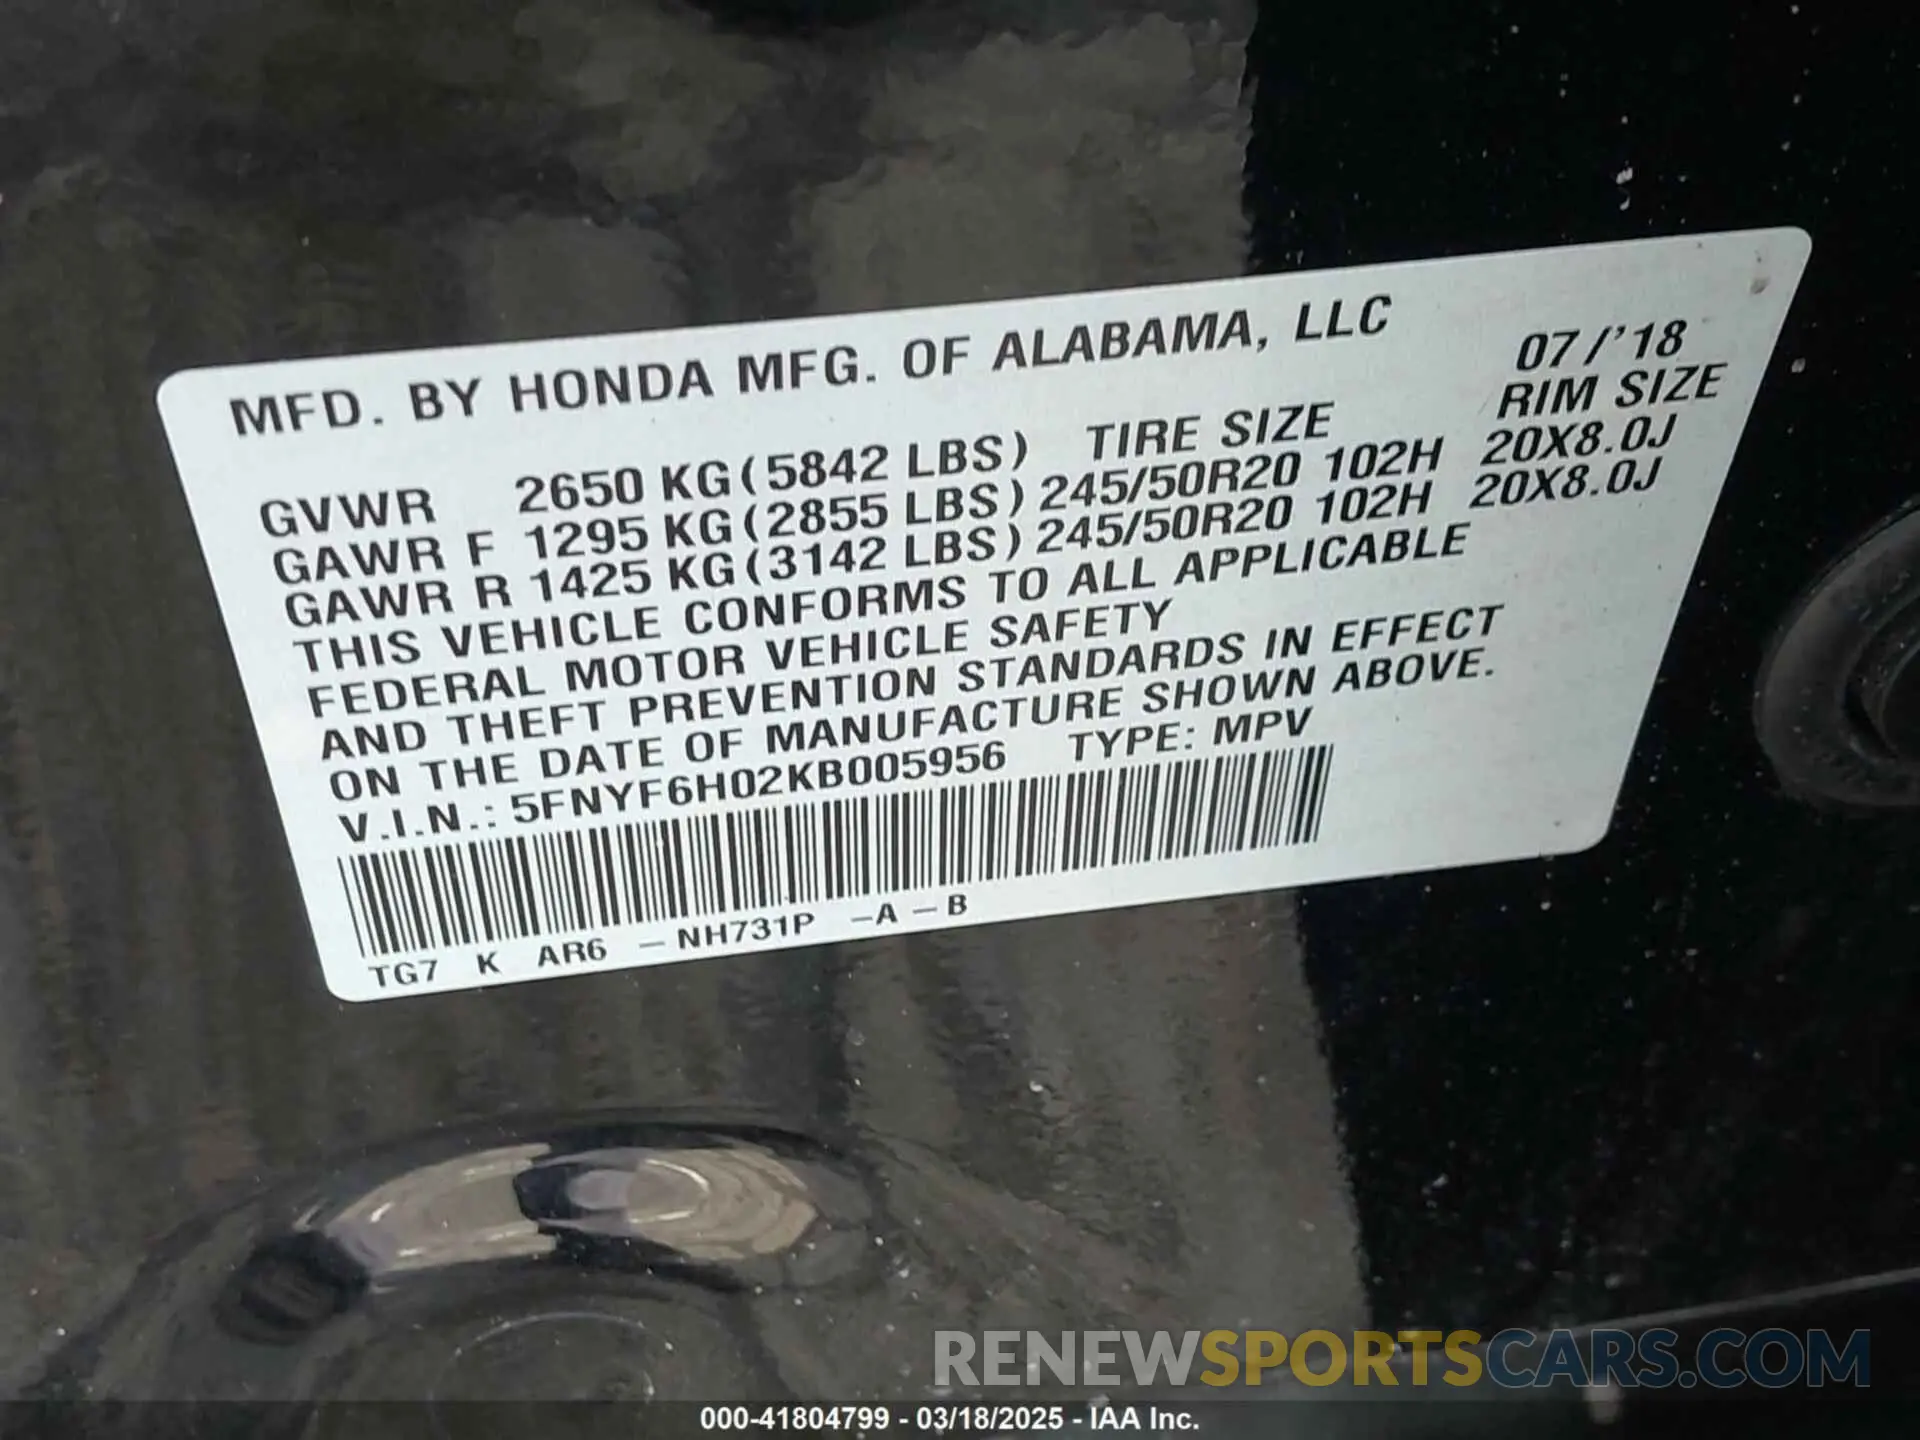 MFD. BY HONDA MFG. OF ALABAMA, LLC 07/'18
TIRE SIZE RIM SIZE
GVWR 2650 KG(5842 LBS)
GAWR F 1295 KG(2855 LBS) 245/50R20 102H 20X8.0J
GAWR R 1425 KG(3142 LBS) 245/50R20 102H 20X8.0J
THIS VEHICLE CONFORMS TO ALL APPLICABLE
FEDERAL MOTOR VEHICLE SAFETY
AND THEFT PREVENTION STANDARDS IN EFFECT
ON THE DATE OF MANUFACTURE SHOWN ABOVE.
V.I.N.: 5FNYF6H02KB005956 TYPE: MPV
TG7 K AR6 – NH731P –A – B
RENEWSPORTSCARS.COM
000-41804799 - 03/18/2025 - IAA Inc.